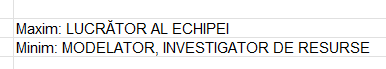 Maxim: LUCRĂTOR AL ECHIPEI
Minim: MODELATOR, INVESTIGATOR DE RESURSE